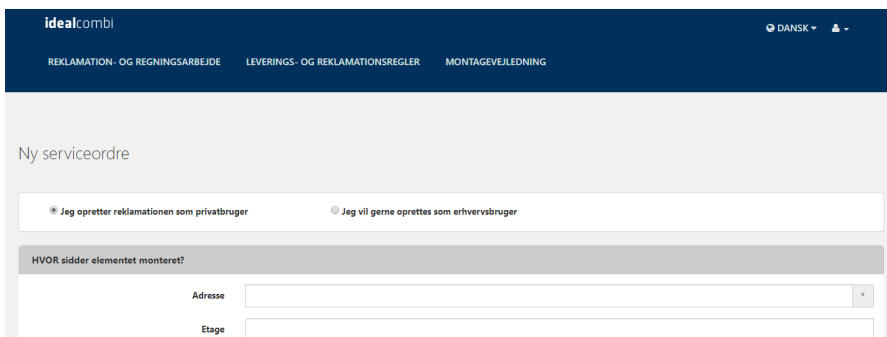 idealcombi
DANSK
REKLAMATION- OG REGNINGSARBEJDE LEVERINGS- OG REKLAMATIONSREGLER MONTAGEVEJLEDNING
Ny serviceordre
Jeg opretter reklamationen som privatbruger Jeg vil gerne oprettes som erhvervsbruger
HVOR sidder elementet monteret?
Adresse *
Etage